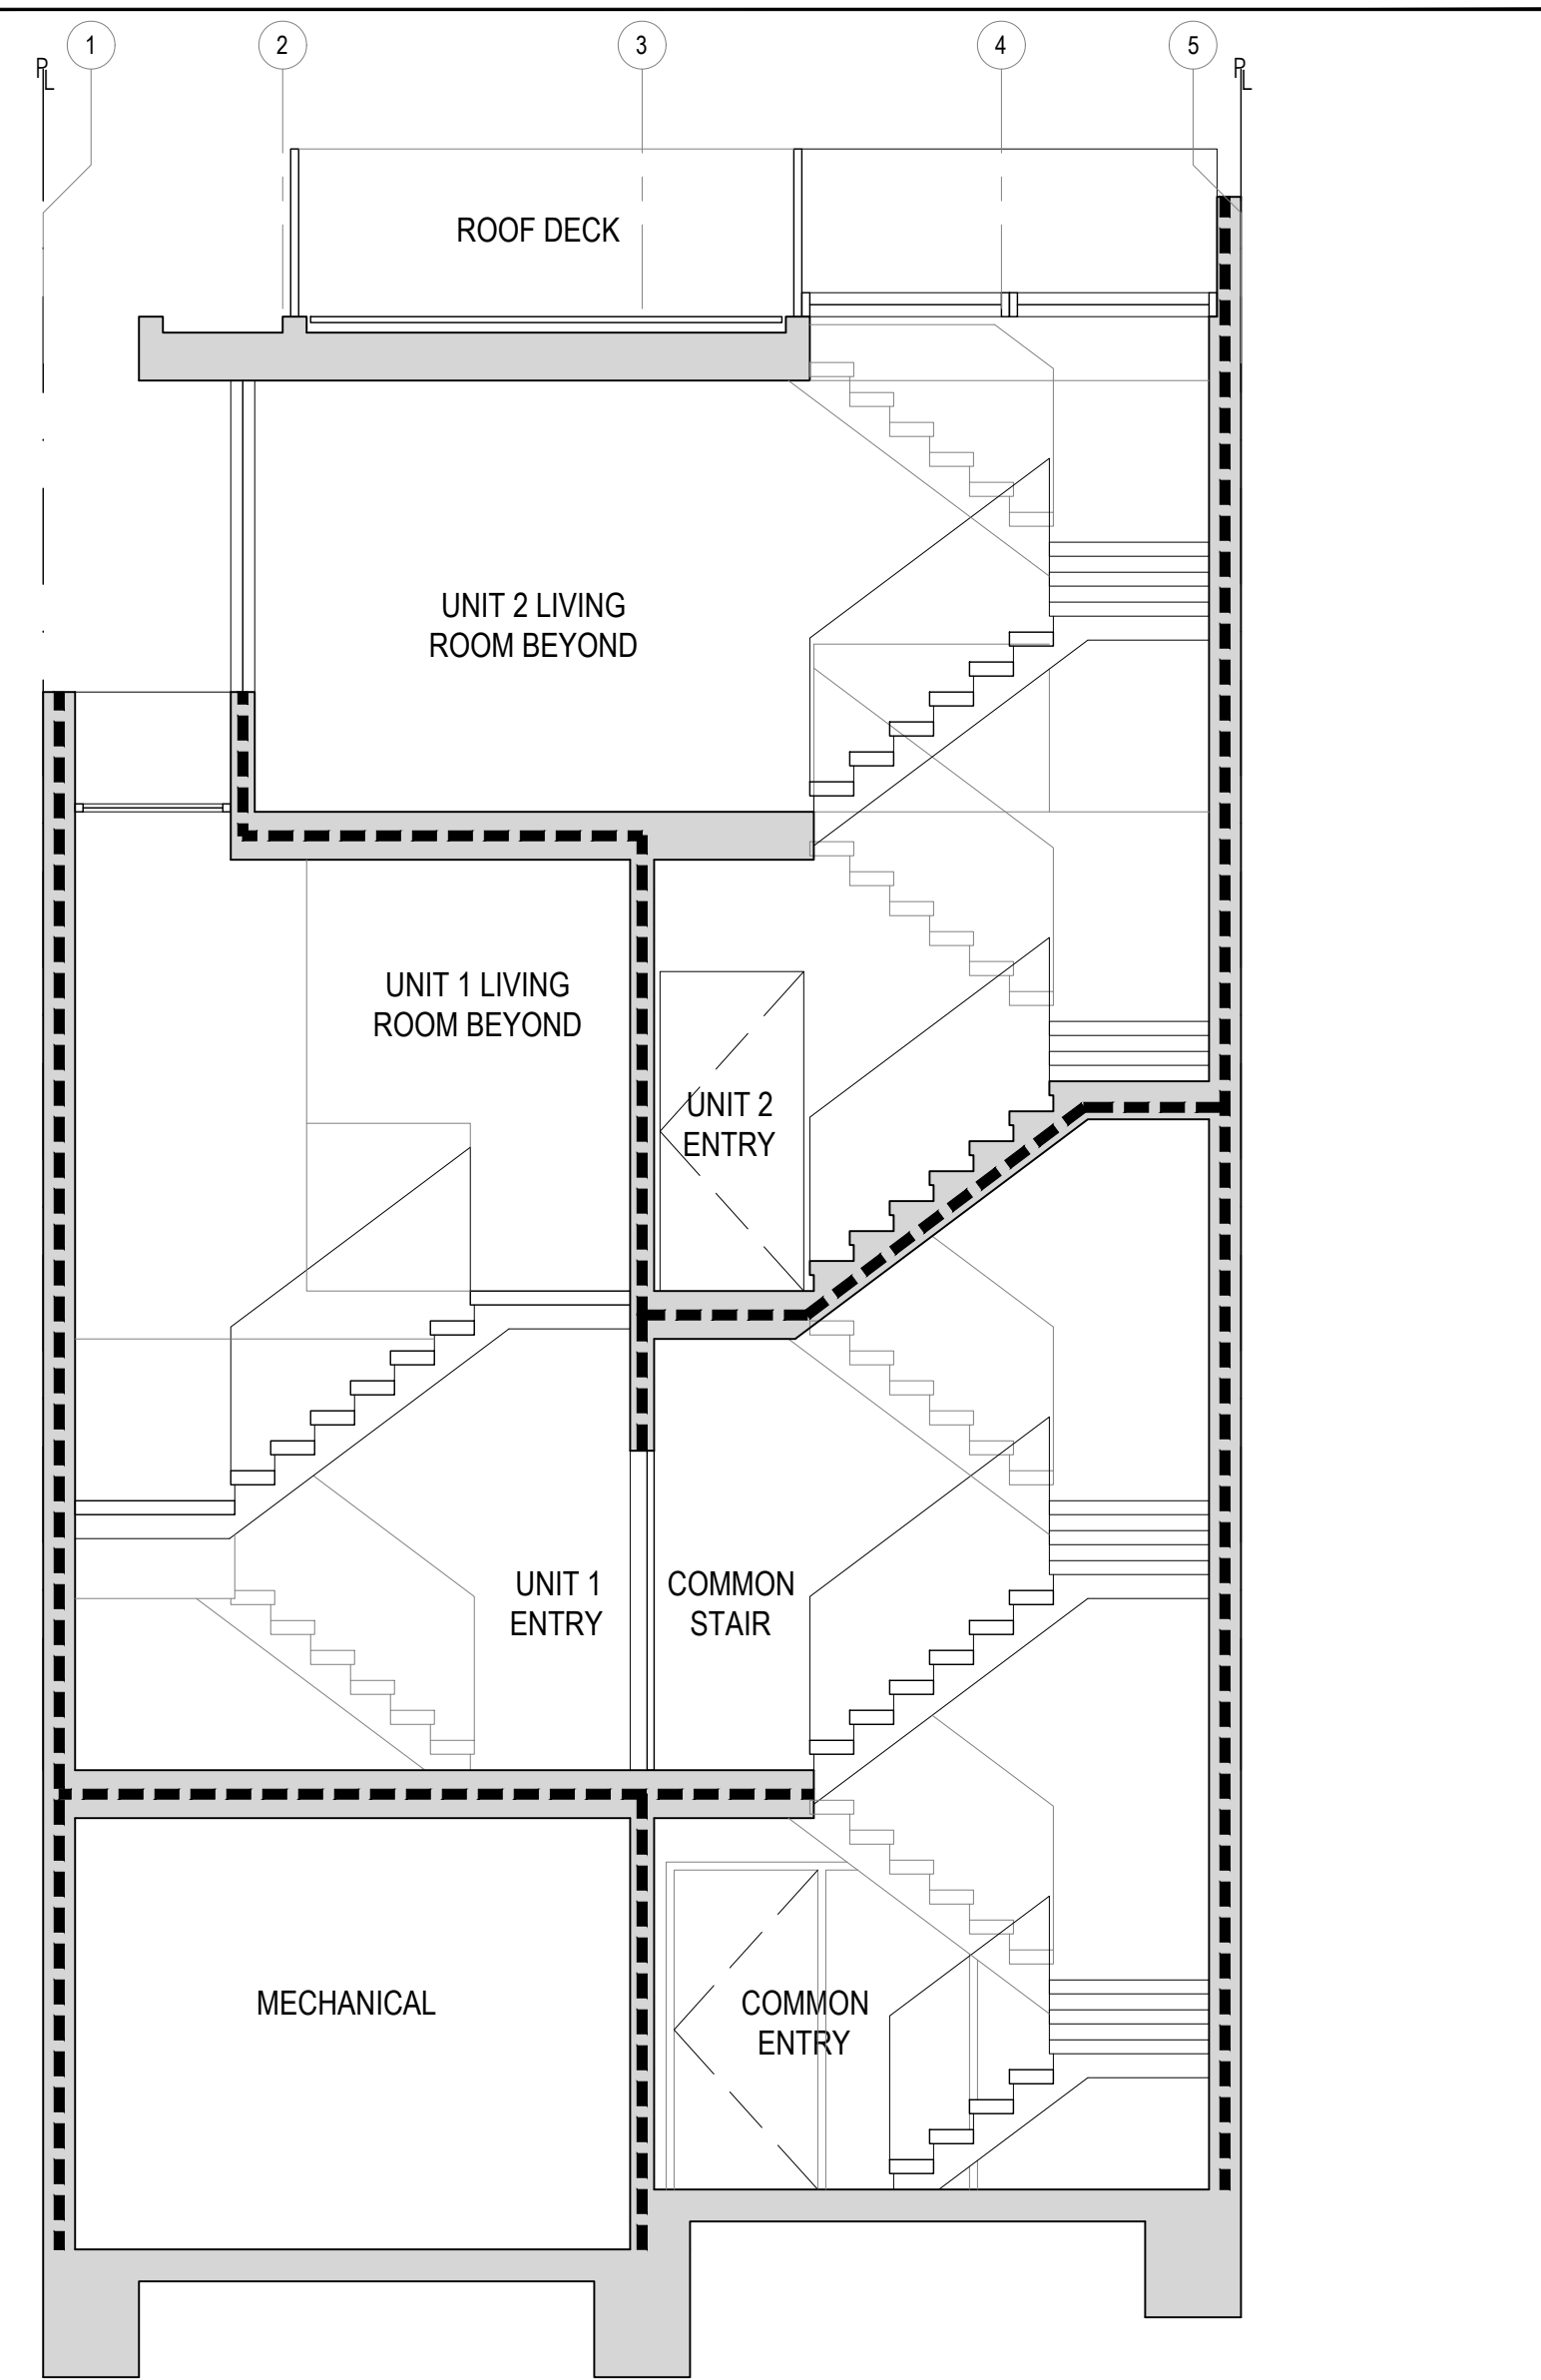 1
2
3
4
5
PL
PL
ROOF DECK
UNIT 2 LIVING
ROOM BEYOND
UNIT 1 LIVING
ROOM BEYOND
UNIT 2
ENTRY
UNIT 1
ENTRY
COMMON
STAIR
MECHANICAL
COMMON
ENTRY